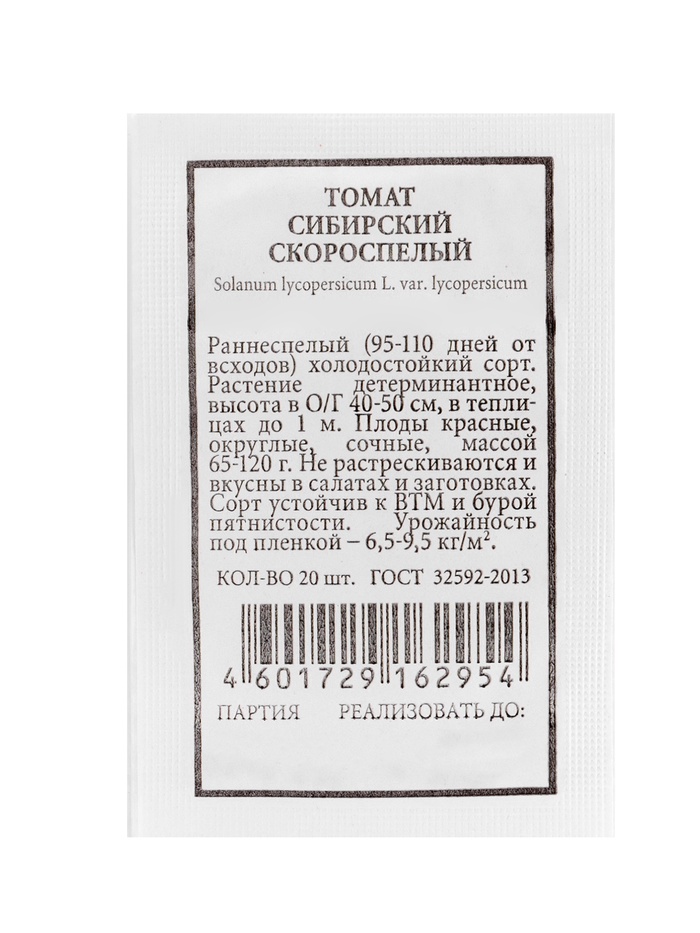 ТОМАТ
СИБИРСКИЙ
СКОРОСПЕЛЫЙ
Solanum lycopersicum L. var. lycopersicum
Раннеспелый (95-110 дней от
всходов) холодостойкий сорт.
Растение детерминантное,
высота в О/Г 40-50 см, в тепли-
цах до 1 м. Плоды красные,
округлые, сочные, массой
65-120 г. Не растрескиваются и
вкусны в салатах и заготовках.
Сорт устойчив к ВТМ и бурой
пятнистости. Урожайность
под пленкой – 6,5-9,5 кг/м².
КОЛ-ВО 20 шт. ГОСТ 32592-2013
4 601729 162954
ПАРТИЯ РЕАЛИЗОВАТЬ ДО: